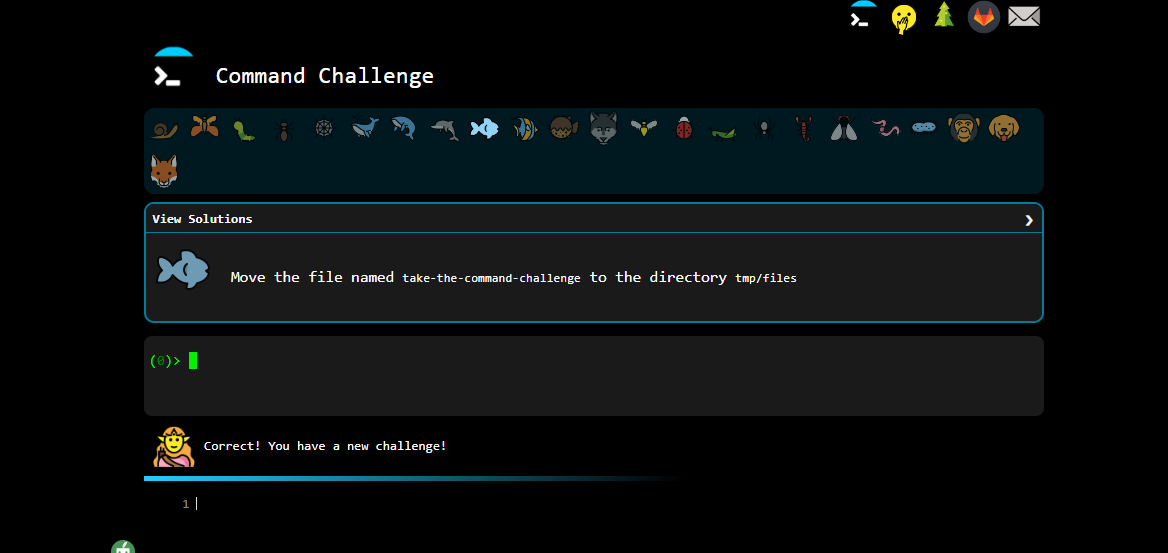 Command Challenge
View Solutions
Move the file named take-the-command-challenge to the directory tmp/files
(0)>
Correct! You have a new challenge!
1